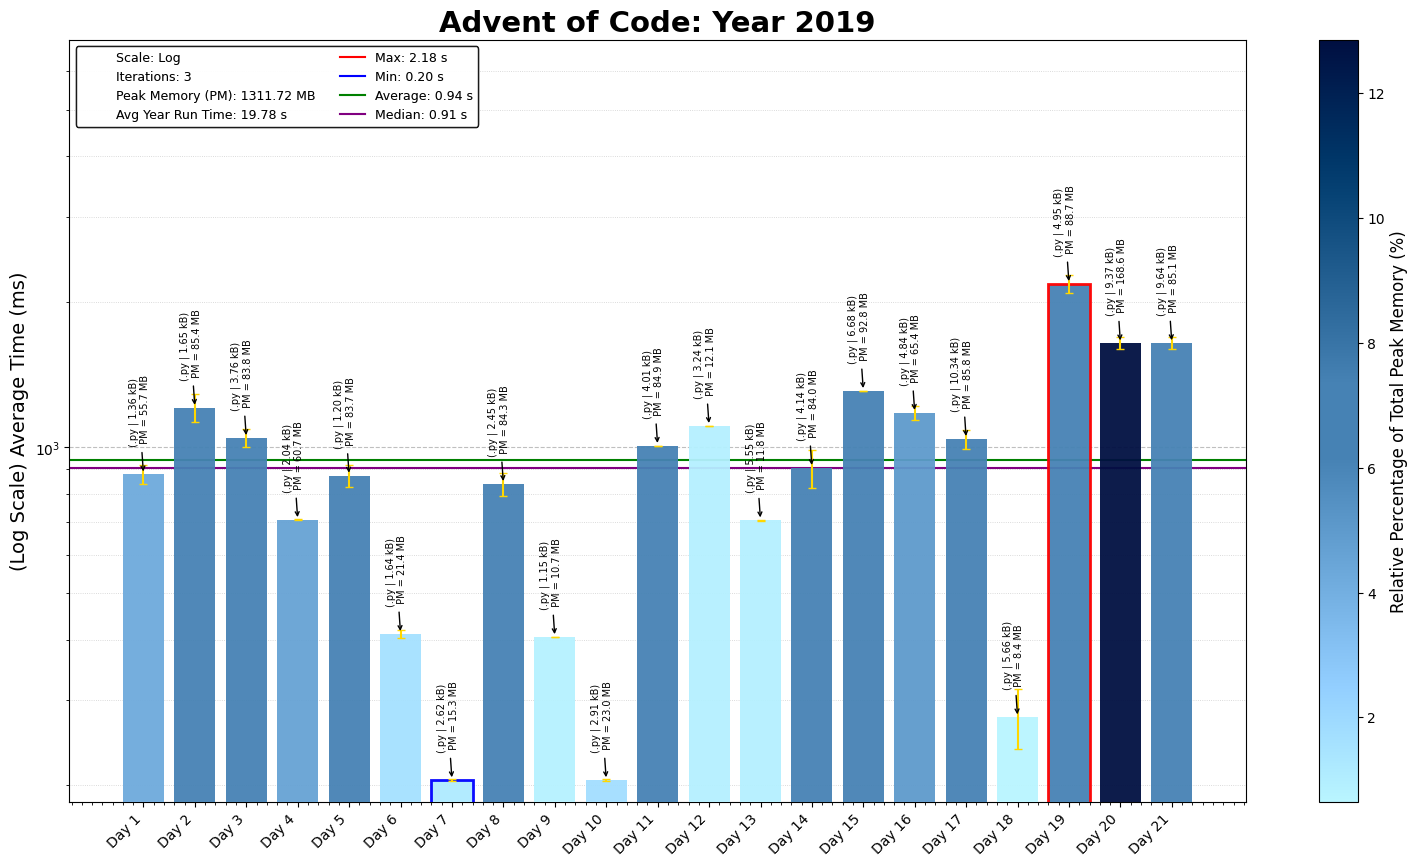 Advent of Code: Year 2019
Scale: Log
Iterations: 3
Peak Memory (PM): 1311.72 MB
Avg Year Run Time: 19.78 s
Max: 2.18 s
Min: 0.20 s
Average: 0.94 s
Median: 0.91 s
(Log Scale) Average Time (ms)
10³
(.py | 1.36 kB)
PM = 55.7 MB
(.py | 1.65 kB)
PM = 85.4 MB
(.py | 3.76 kB)
PM = 83.8 MB
(.py | 2.04 kB)
PM = 60.7 MB
(.py | 1.20 kB)
PM = 83.7 MB
(.py | 1.64 kB)
PM = 21.4 MB
(.py | 2.62 kB)
PM = 15.3 MB
(.py | 2.45 kB)
PM = 84.3 MB
(.py | 1.15 kB)
PM = 10.7 MB
(.py | 2.91 kB)
PM = 23.0 MB
(.py | 4.01 kB)
PM = 84.9 MB
(.py | 3.24 kB)
PM = 12.1 MB
(.py | 5.55 kB)
PM = 11.8 MB
(.py | 4.14 kB)
PM = 84.0 MB
(.py | 6.68 kB)
PM = 92.8 MB
(.py | 4.84 kB)
PM = 65.4 MB
(.py | 10.34 kB)
PM = 85.8 MB
(.py | 5.66 kB)
PM = 8.4 MB
(.py | 4.95 kB)
PM = 88.7 MB
(.py | 9.37 kB)
PM = 168.6 MB
(.py | 9.64 kB)
PM = 85.1 MB
Day 1
Day 2
Day 3
Day 4
Day 5
Day 6
Day 7
Day 8
Day 9
Day 10
Day 11
Day 12
Day 13
Day 14
Day 15
Day 16
Day 17
Day 18
Day 19
Day 20
Day 21
12
10
8
6
4
2
Relative Percentage of Total Peak Memory (%)